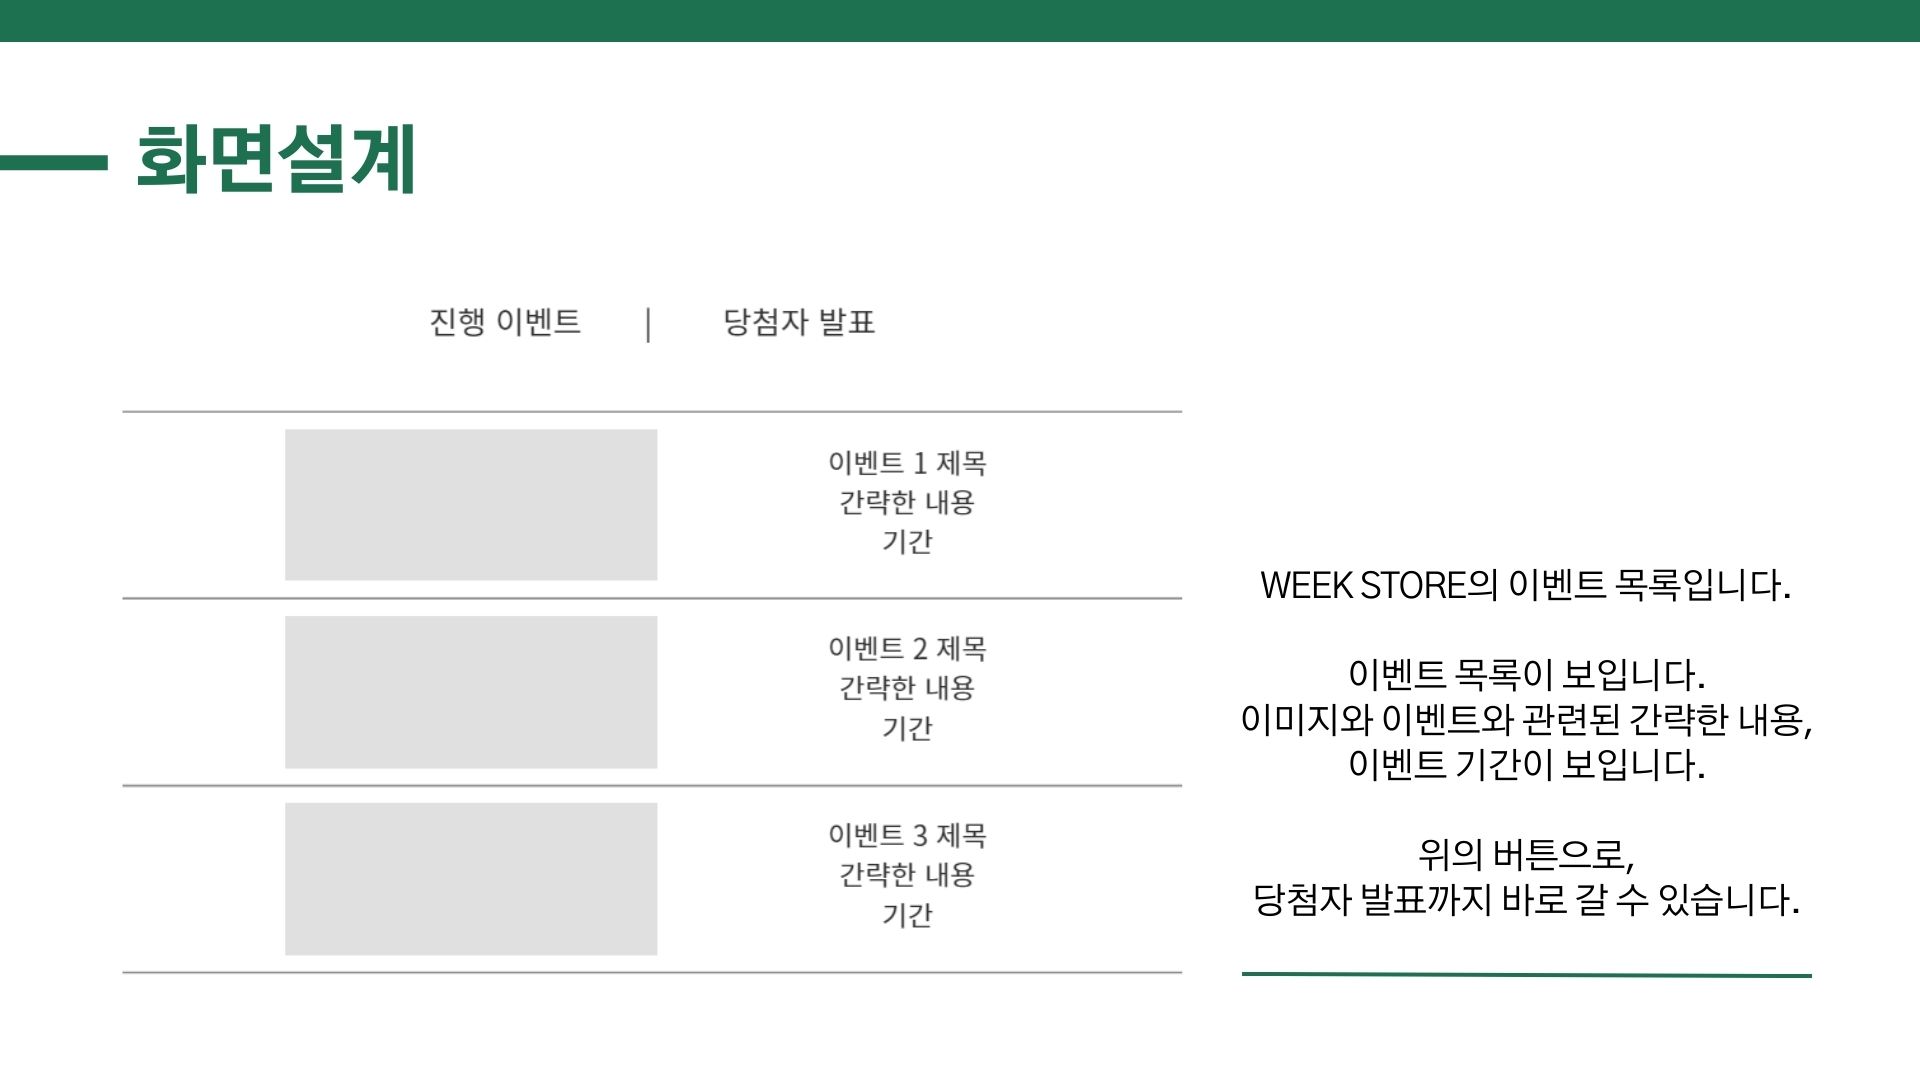 화면설계
진행 이벤트 | 당첨자 발표
이벤트 1 제목
간략한 내용
기간
이벤트 2 제목
간략한 내용
기간
이벤트 3 제목
간략한 내용
기간
WEEK STORE의 이벤트 목록입니다.
이벤트 목록이 보입니다.
이미지와 이벤트와 관련된 간략한 내용,
이벤트 기간이 보입니다.
위의 버튼으로,
당첨자 발표까지 바로 갈 수 있습니다.